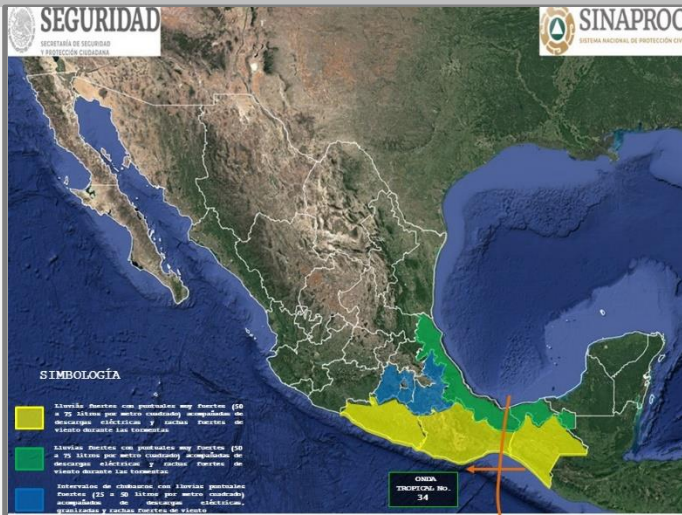 SEGURIDAD
SECRETARÍA DE SEGURIDAD
Y PROTECCIÓN CIUDADANA
SINAPROC
SISTEMA NACIONAL DE PROTECCIÓN CIV
SIMBOLOGÍA
Lluvias fuertes con puntuales muy fuertes (50
a 75 litros por metro cuadrado) acompañadas de
descargas eléctricas y rachas fuertes de
viento durante las tormentas
Lluvias fuertes con puntuales muy fuertes (50
a 75 litros por metro cuadrado) acompañadas de
descargas eléctricas y rachas fuertes de
viento durante las tormentas
Intervalos de chubascos con lluvias puntuales
fuertes (25 a 50 litros por metro cuadrado)
acompañados de descargas eléctricas,
granizadas y rachas fuertes de viento
ONDA
TROPICAL No.
34